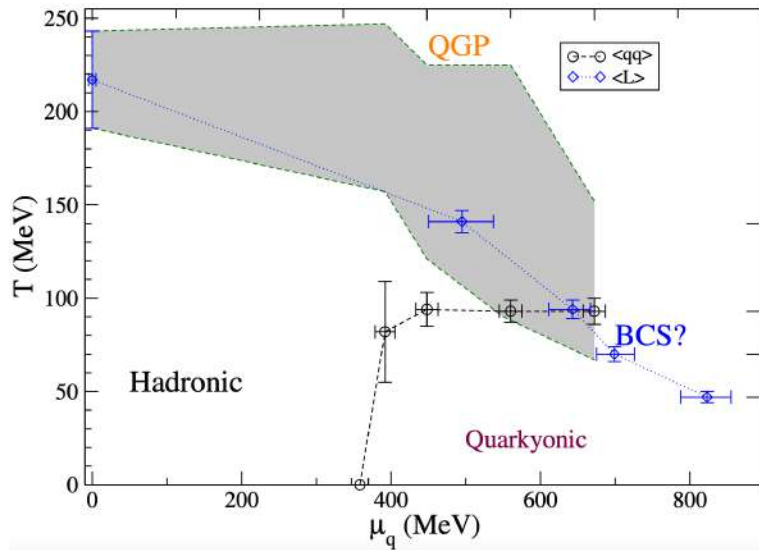 250
200
150
100
50
0
T (MeV)
QGP
<qq>
<L>
BCS?
Hadronic
Quarkyonic
0
200
400
600
800
μq (MeV)